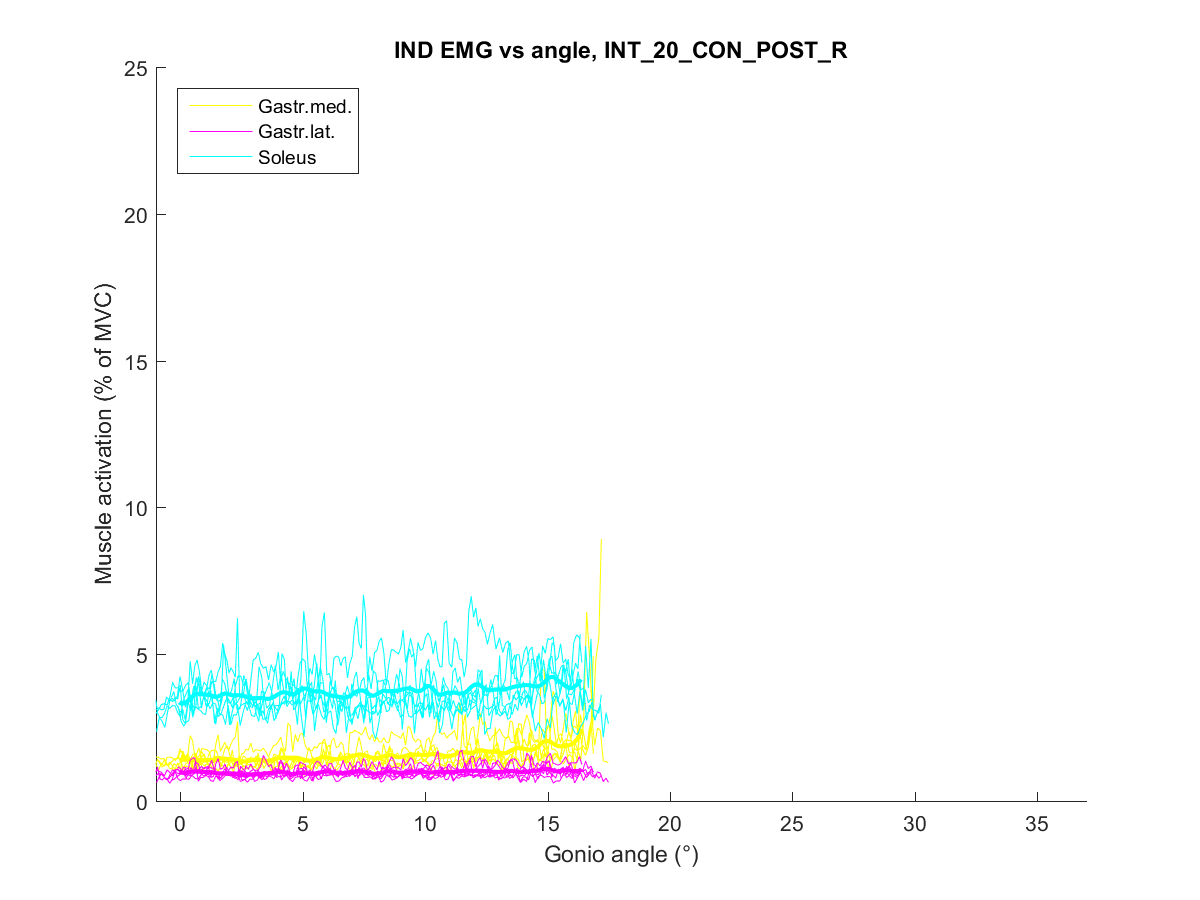 IND EMG vs angle, INT_20_CON_POST_R
25
20
15
10
5
0
Muscle activation (% of MVC)
Gastr.med.
Gastr.lat.
Soleus
0 5 10 15 20 25 30 35
Gonio angle (°)